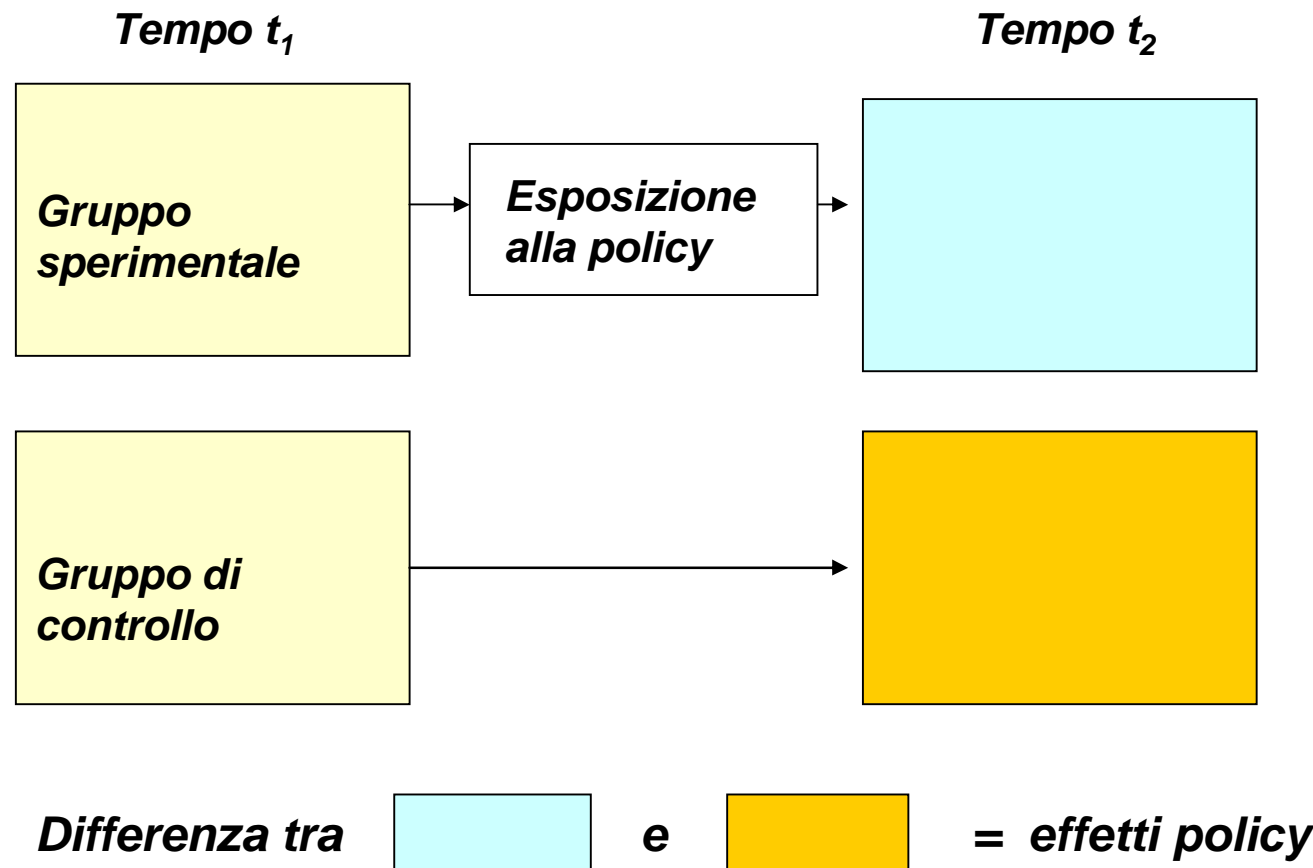 Tempo t1
Tempo t2
Gruppo
sperimentale
Esposizione
alla policy
Gruppo di
controllo
Differenza tra e = effetti policy